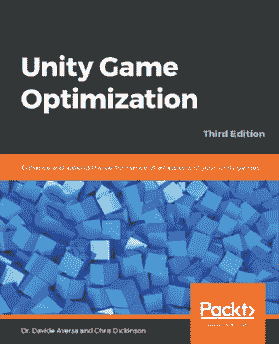 Unity Game
Optimization
Third Edition
Dr. Davide Aversa and Chris Dickinson
Packt>